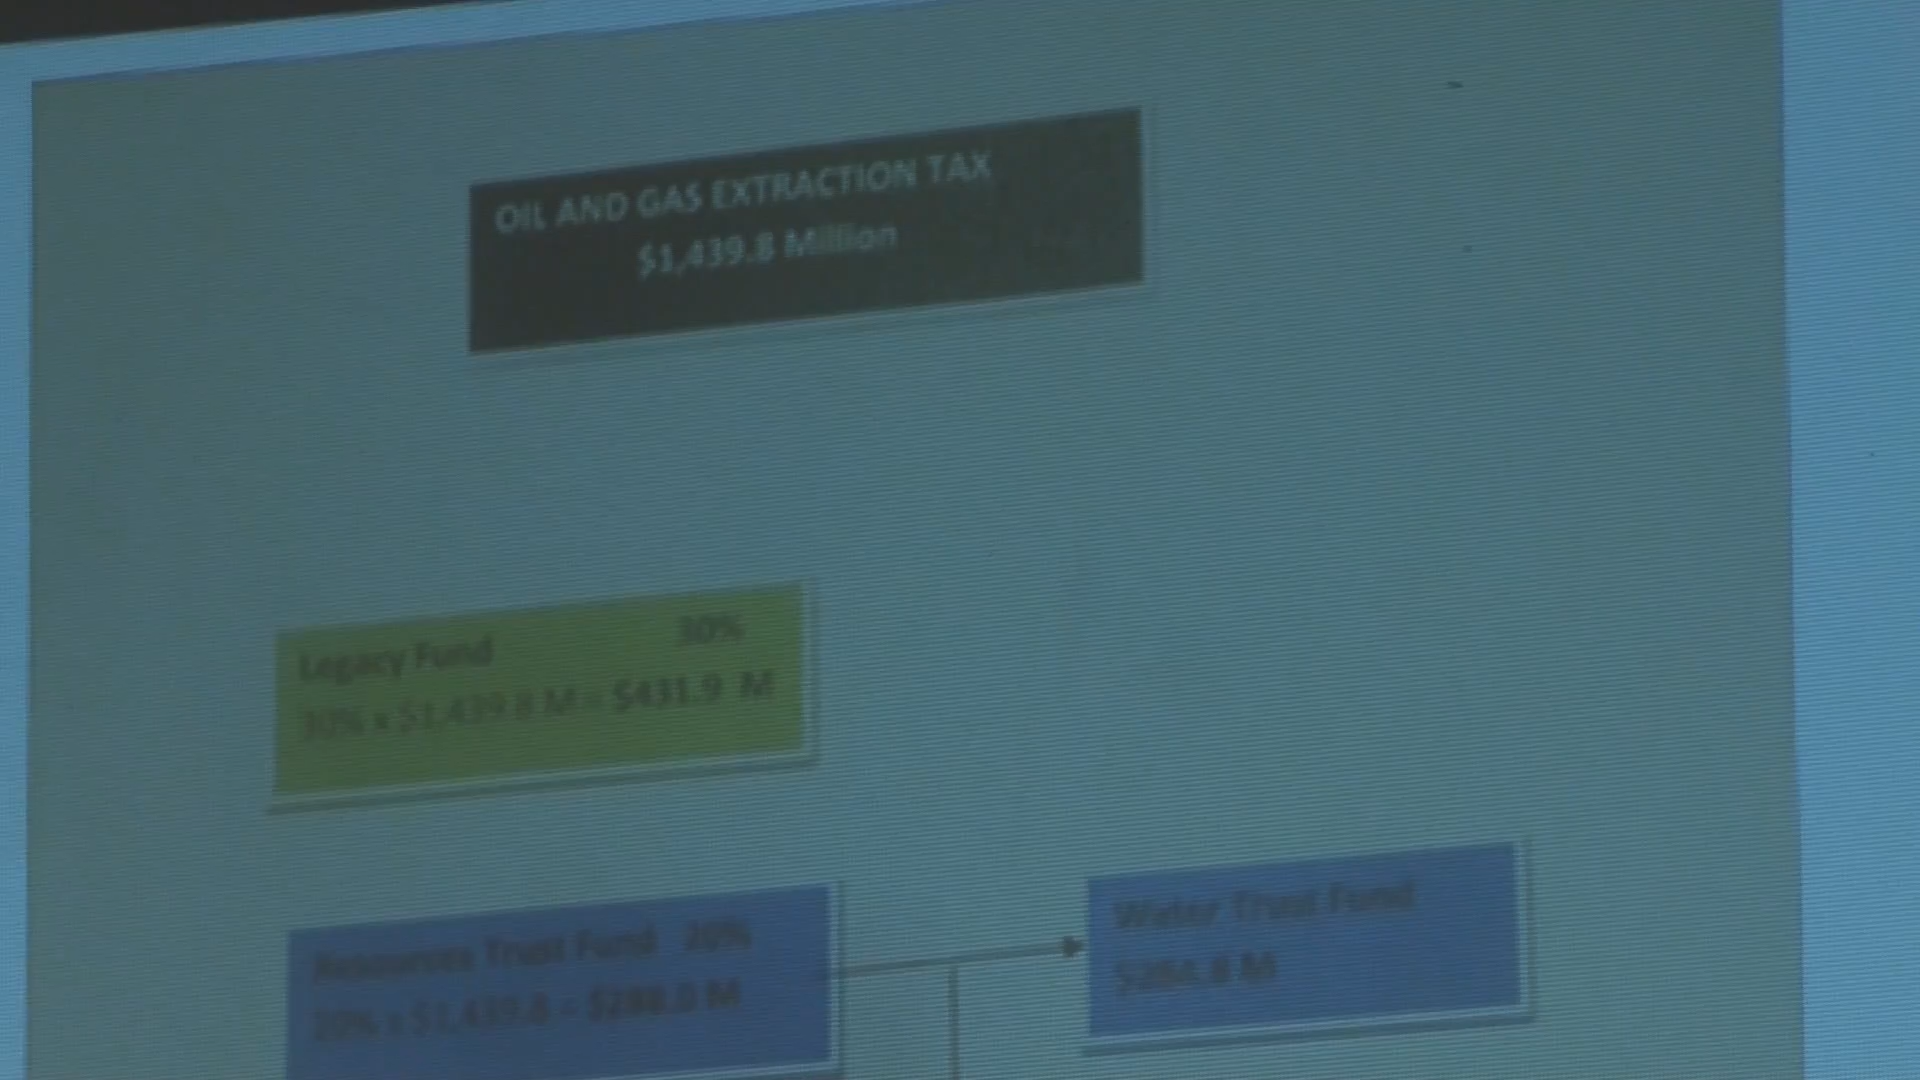 OIL AND GAS EXTRACTION TAX
$1,439.8 Million
Legacy Fund 30%
30% x $1,439.8 M = $431.9 M
Resources Trust Fund 20%
20% x $1,439.8 = $288.0 M
Water Trust Fund